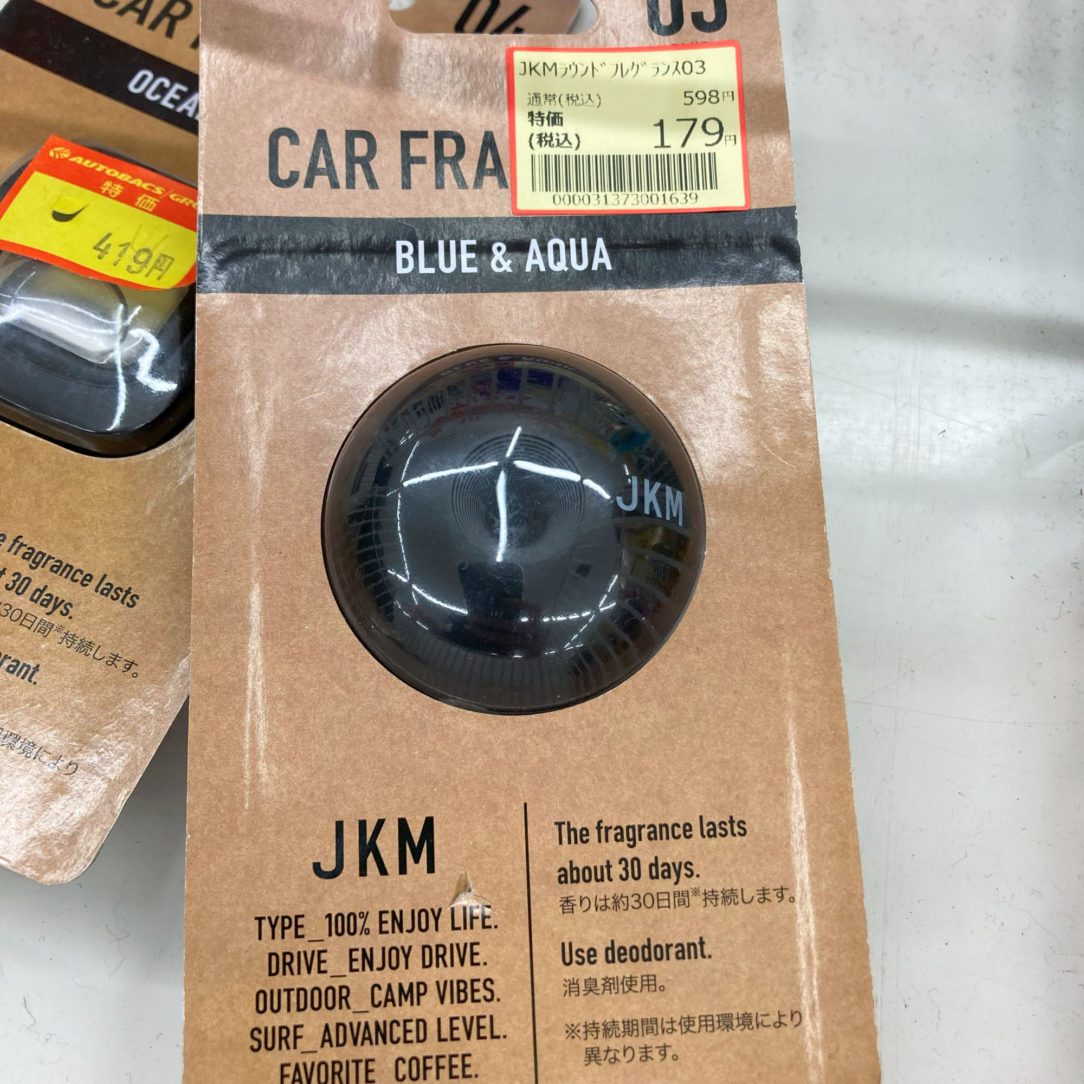 CAR
OCEA
AUTOBACS GRO
特価
419円
e fragrance lasts
t 30 days.
30日間※持続します。
rant.
環境により
04
03
JKMﾗｳﾝﾄﾞﾌﾚｸﾞﾗﾝｽ03
通常(税込) 598円
特価
(税込) 179円
000031373001639
CAR FRA
BLUE & AQUA
JKM
JKM
TYPE_100% ENJOY LIFE.
DRIVE_ENJOY DRIVE.
OUTDOOR_CAMP VIBES.
SURF_ADVANCED LEVEL.
FAVORITE_COFFEE.
The fragrance lasts
about 30 days.
香りは約30日間※持続します。
Use deodorant.
消臭剤使用。
※持続期間は使用環境により
異なります。